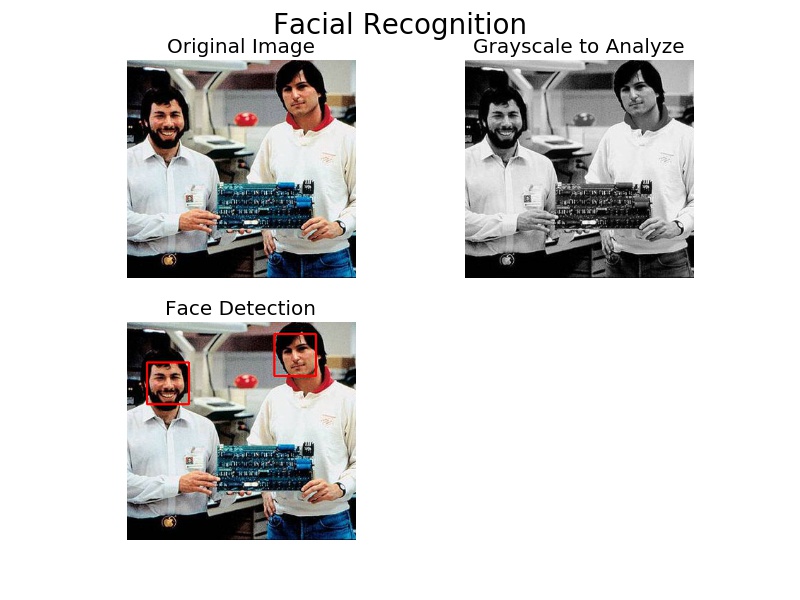 Facial Recognition
Original Image
Grayscale to Analyze
Face Detection